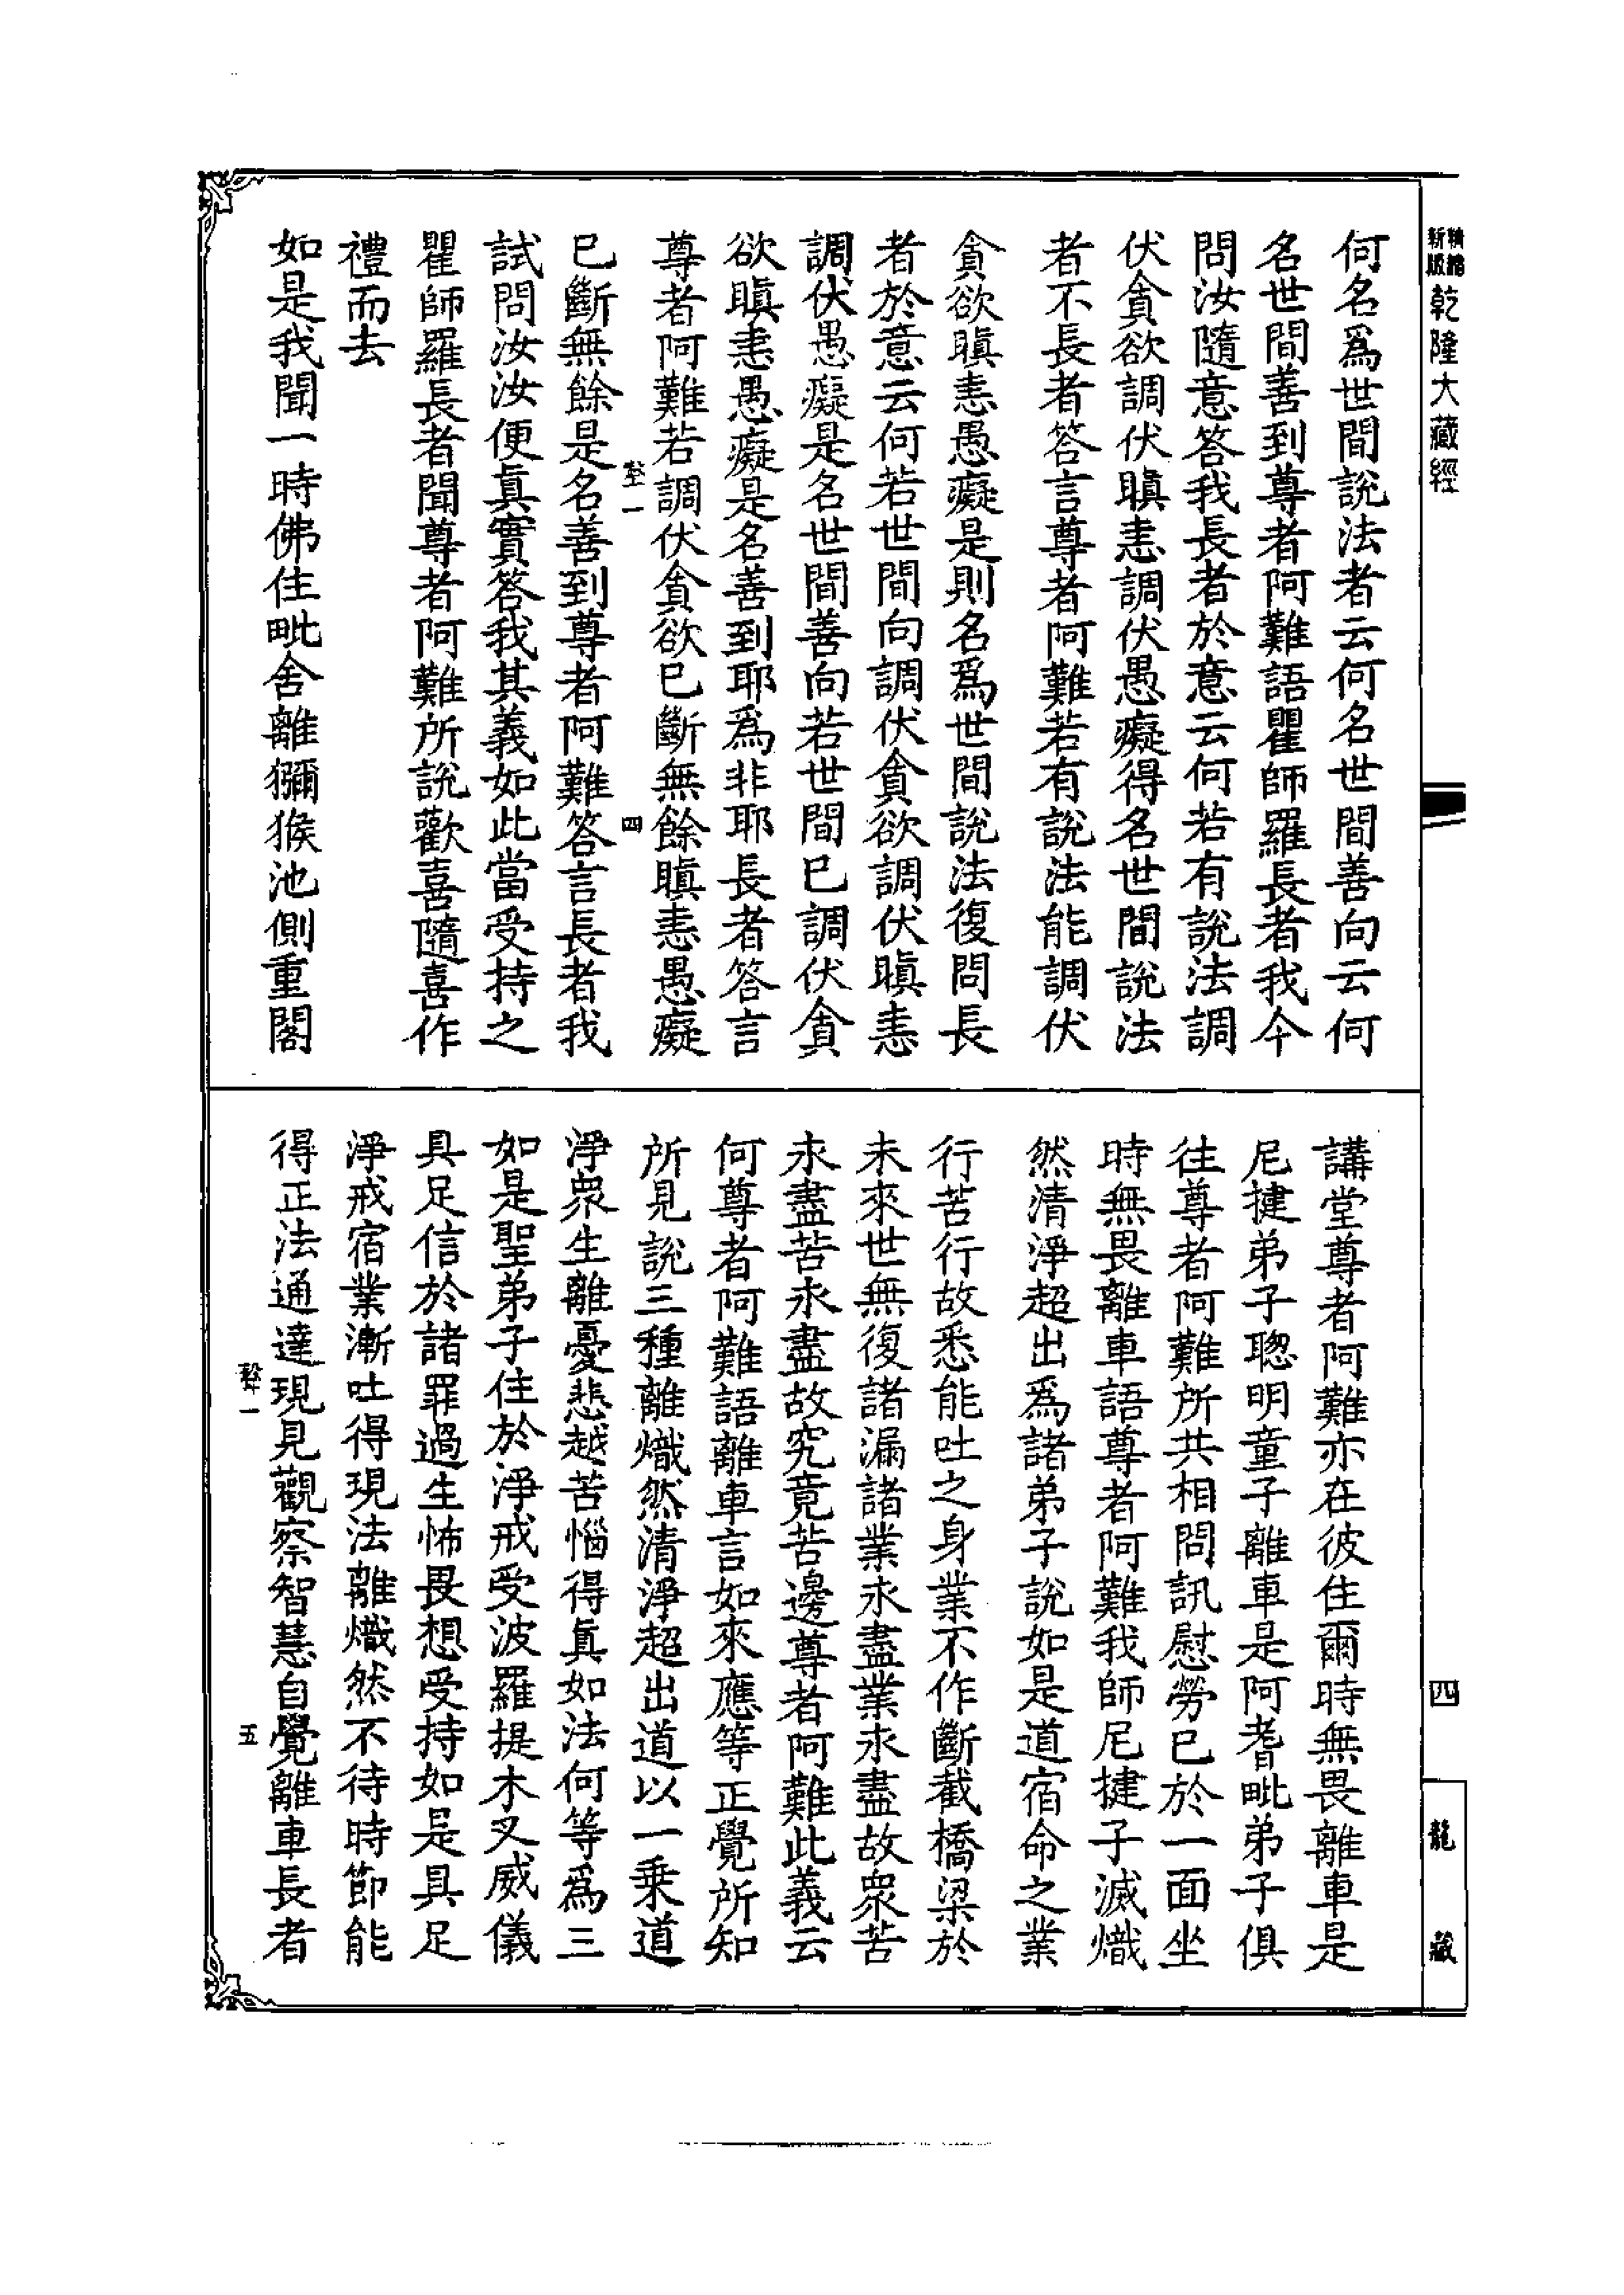 新版精縮乾隆大藏經
何名爲世間說法者云何名世間善向云何
名世間善到尊者阿難語瞿師羅長者我今
問汝隨意答我長者於意云何若有說法調
伏貪欲調伏瞋恚調伏愚癡得名世間說法
者不長者答言尊者阿難若有說法能調伏
貪欲瞋恚愚癡是則名爲世間說法復問長
者於意云何若世間向調伏貪欲調伏瞋恚
調伏愚癡是名世間善向若世間已調伏貪
欲瞋恚愚癡是名善到耶爲非耶長者答言
尊者阿難若調伏貪欲已斷無餘瞋恚愚癡
一 四
已斷無餘是名善到尊者阿難答言長者我
試問汝汝便眞實答我其義如此當受持之
瞿師羅長者聞尊者阿難所說歡喜隨喜作
禮而去
如是我聞一時佛住毗舍離獼猴池側重閣
講堂尊者阿難亦在彼住爾時無畏離車是
尼揵弟子聰明童子離車是阿耆毗弟子俱
往尊者阿難所共相問訊慰勞已於一面坐
時無畏離車語尊者阿難我師尼揵子滅熾
然清淨超出爲諸弟子說如是道宿命之業
行苦行故悉能吐之身業不作斷截橋梁於
未來世無復諸漏諸業永盡業永盡故眾苦
永盡苦永盡故究竟苦邊尊者阿難此義云
何尊者阿難語離車言如來應等正覺所知
所見說三種離熾然清淨超出道以一乘道
淨眾生離憂悲越苦惱得眞如法何等爲三
如是聖弟子住於淨戒受波羅提木叉威儀
具足信於諸罪過生怖畏想受持如是具足
淨戒宿業漸吐得現法離熾然不待時節能
得正法通達現見觀察智慧自覺離車長者
一 五
四
龍藏